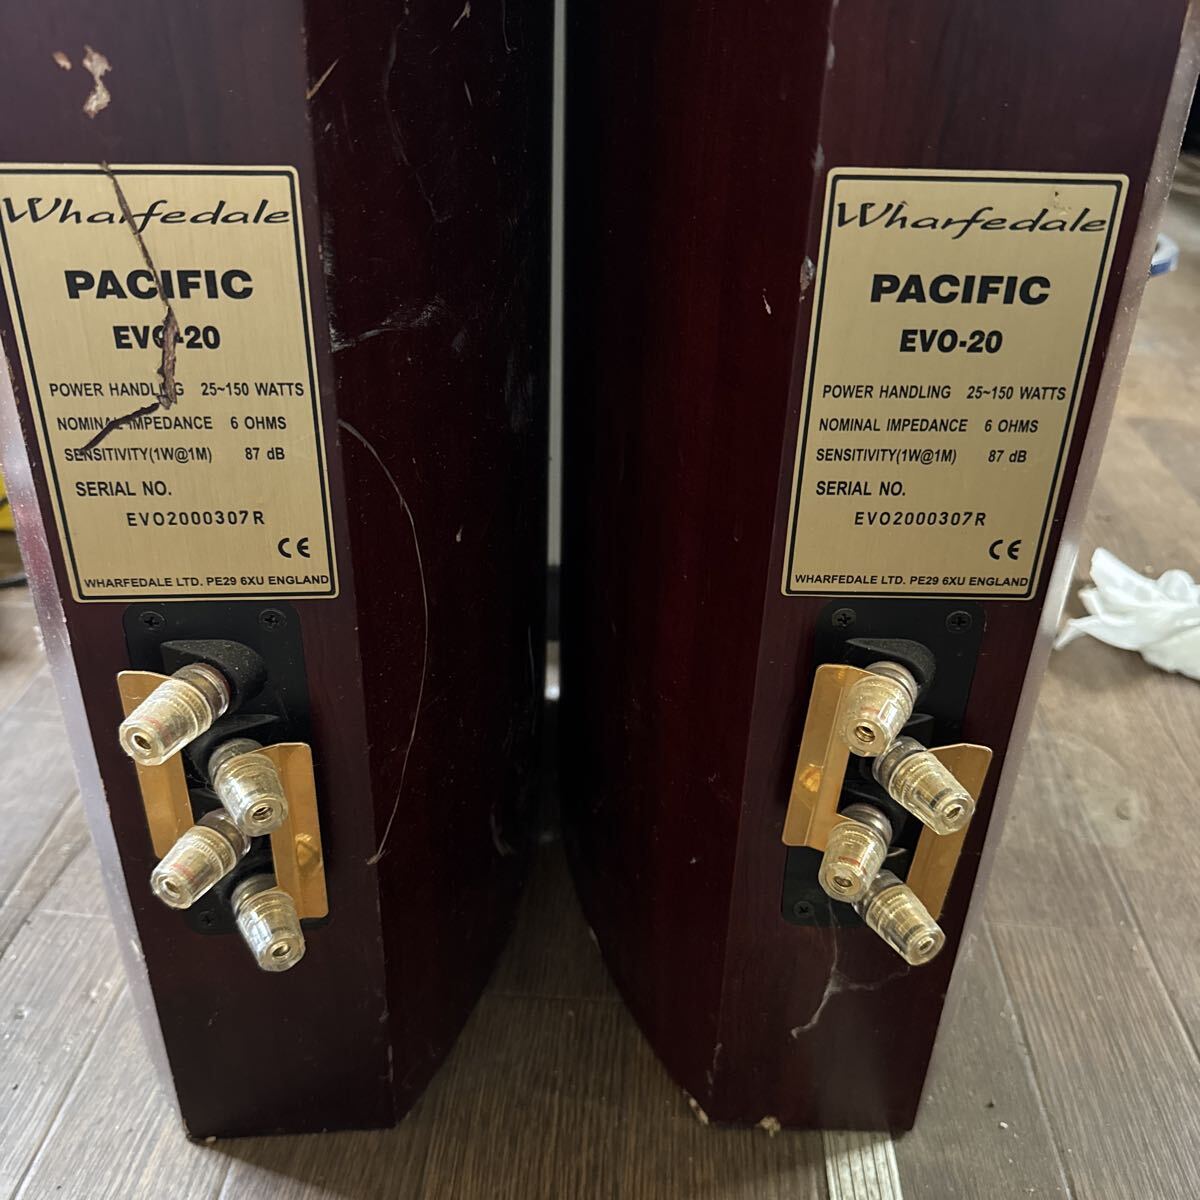 Wharfedale
PACIFIC
EVO-20
POWER HANDLING 25~150 WATTS
NOMINAL IMPEDANCE 6 OHMS
SENSITIVITY(1W@1M) 87 dB
SERIAL NO.
EVO2000307R
CE
WHARFEDALE LTD. PE29 6XU ENGLAND
Wharfedale
PACIFIC
EVO-20
POWER HANDLING 25~150 WATTS
NOMINAL IMPEDANCE 6 OHMS
SENSITIVITY(1W@1M) 87 dB
SERIAL NO.
EVO2000307R
CE
WHARFEDALE LTD. PE29 6XU ENGLAND